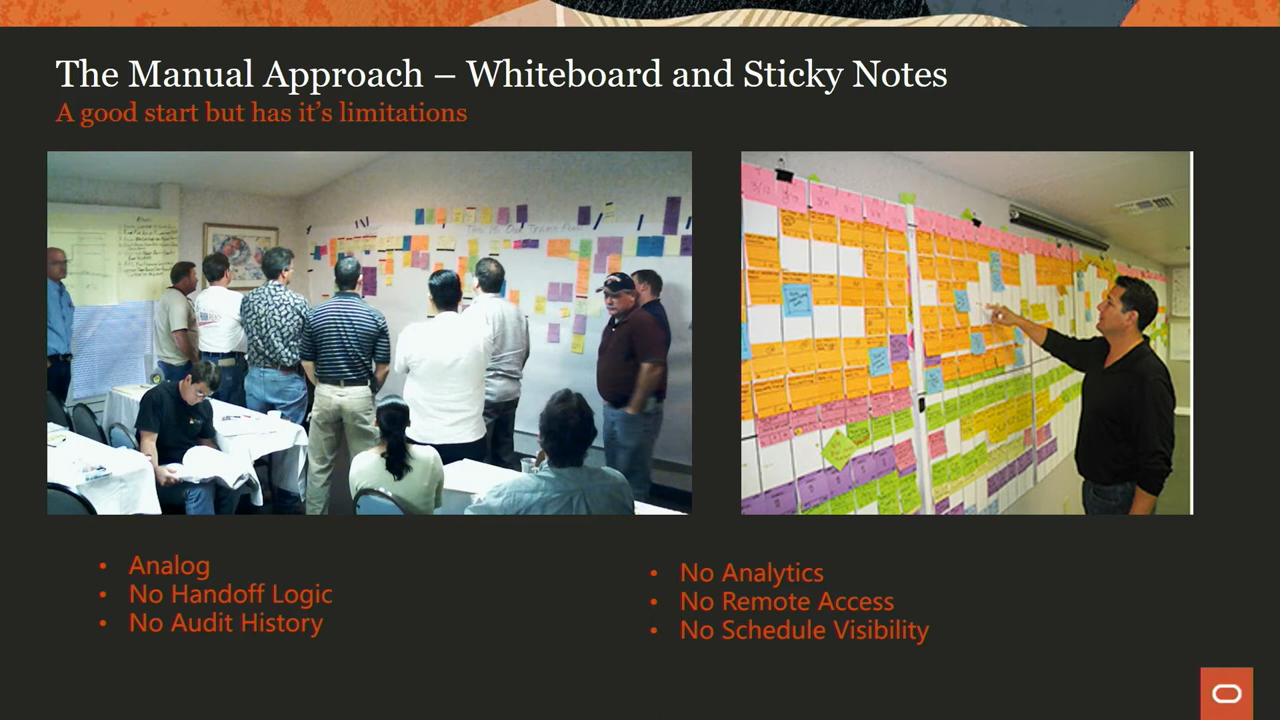 The Manual Approach – Whiteboard and Sticky Notes
A good start but has it’s limitations
• Analog
• No Handoff Logic
• No Audit History
• No Analytics
• No Remote Access
• No Schedule Visibility